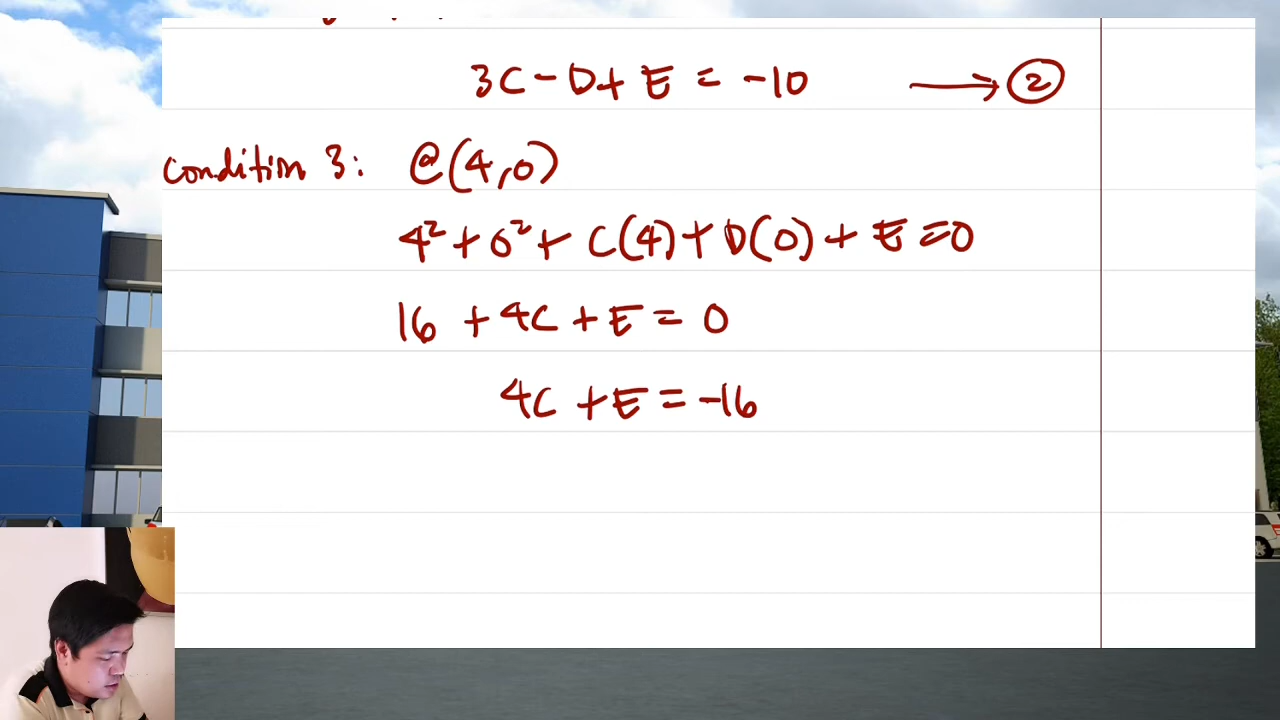 3C - D + E = -10 → ②
Condition 3: @(4,0)
4² + 0² + C(4) + D(0) + E = 0
16 + 4C + E = 0
4C + E = -16